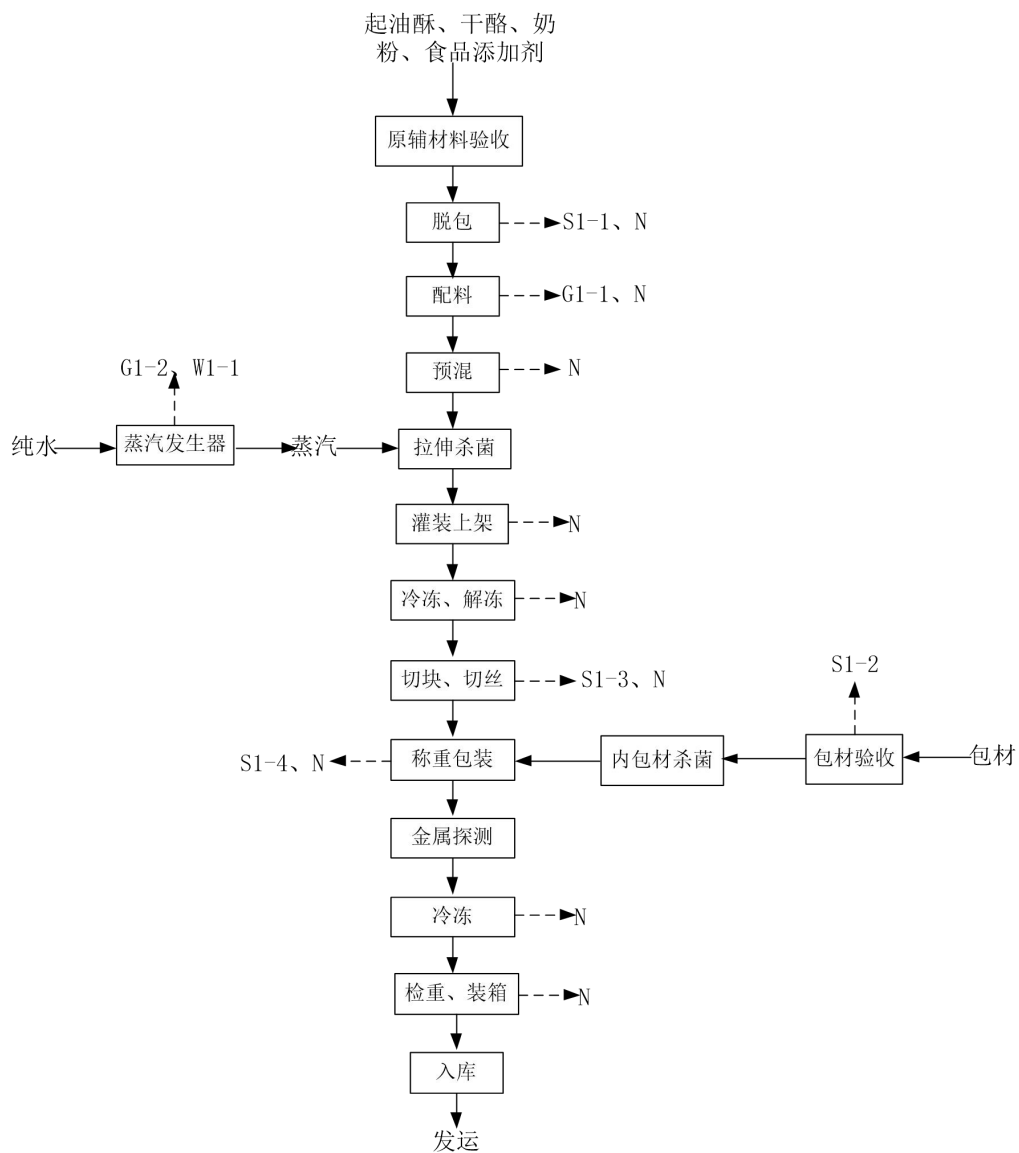 起油酥、干酪、奶
粉、食品添加剂
原辅材料验收
脱包
S1-1、N
配料
G1-1、N
G1-2、W1-1
预混
N
纯水
蒸汽发生器
蒸汽
拉伸杀菌
灌装上架
N
冷冻、解冻
N
切块、切丝
S1-3、N
S1-2
S1-4、N
称重包装
内包材杀菌
包材验收
包材
金属探测
冷冻
N
检重、装箱
N
入库
发运